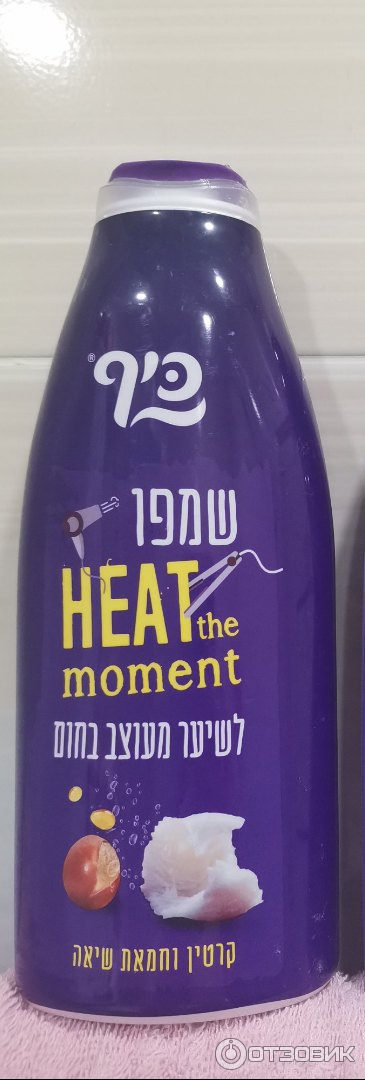 כיף®
שמפו
HEAT the
moment
לשיער מעוצב בחום
קרטין וחמאת שיאה
ОТЗОВИК